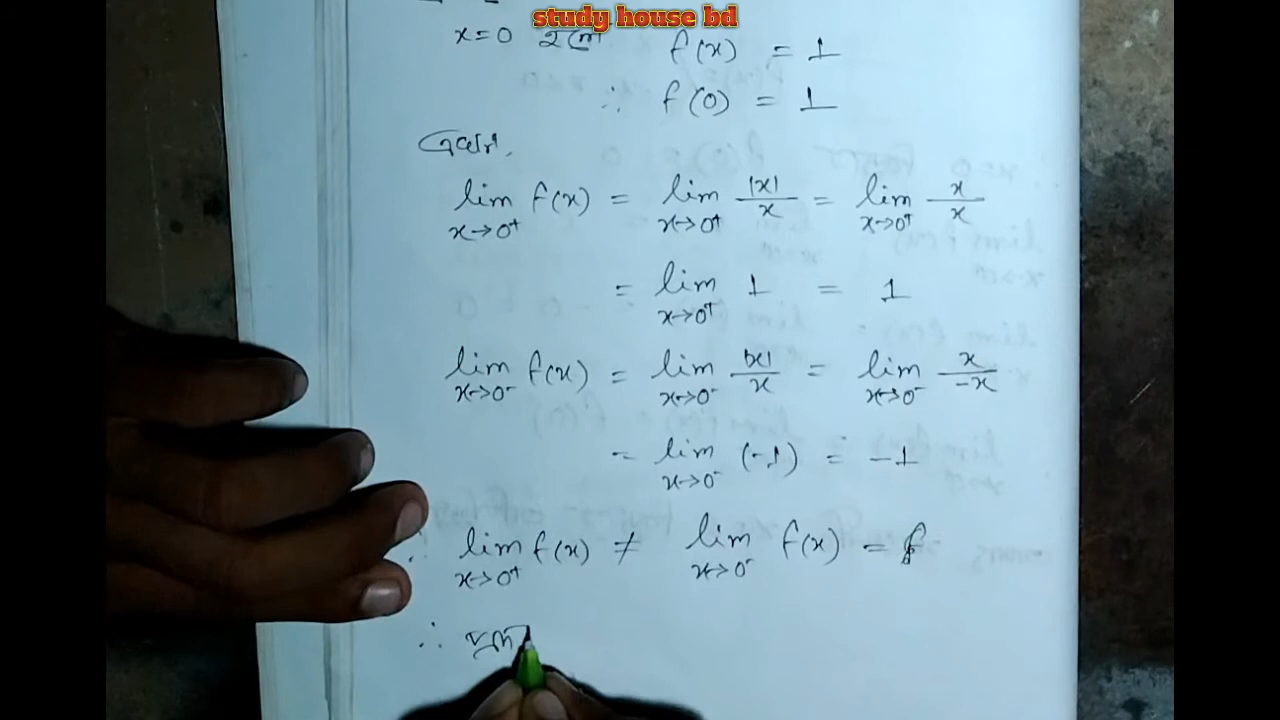 study house bd
x=0 হলে f(x) = 1
∴ f(0) = 1
এখন,
lim x→0⁺ f(x) = lim x→0⁺ |x|/x = lim x→0⁺ x/x
= lim x→0⁺ 1 = 1
lim x→0⁻ f(x) = lim x→0⁻ |x|/x = lim x→0⁻ x/-x
= lim x→0⁻ (-1) = -1
∴ lim x→0⁺ f(x) ≠ lim x→0⁻ f(x) = f
∴